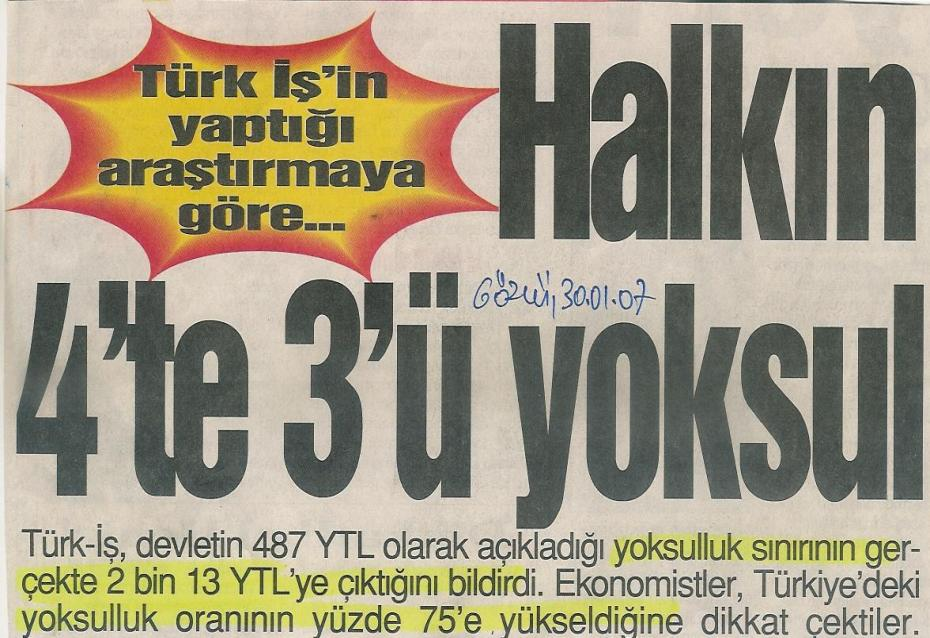 Türk İş’in
yaptığı
araştırmaya
göre...
Halkın
4’te 3’ü yoksul
30.01.07
Türk-İş, devletin 487 YTL olarak açıkladığı yoksulluk sınırının ger-
çekte 2 bin 13 YTL’ye çıktığını bildirdi. Ekonomistler, Türkiye’deki
yoksulluk oranının yüzde 75’e yükseldiğine dikkat çektiler.